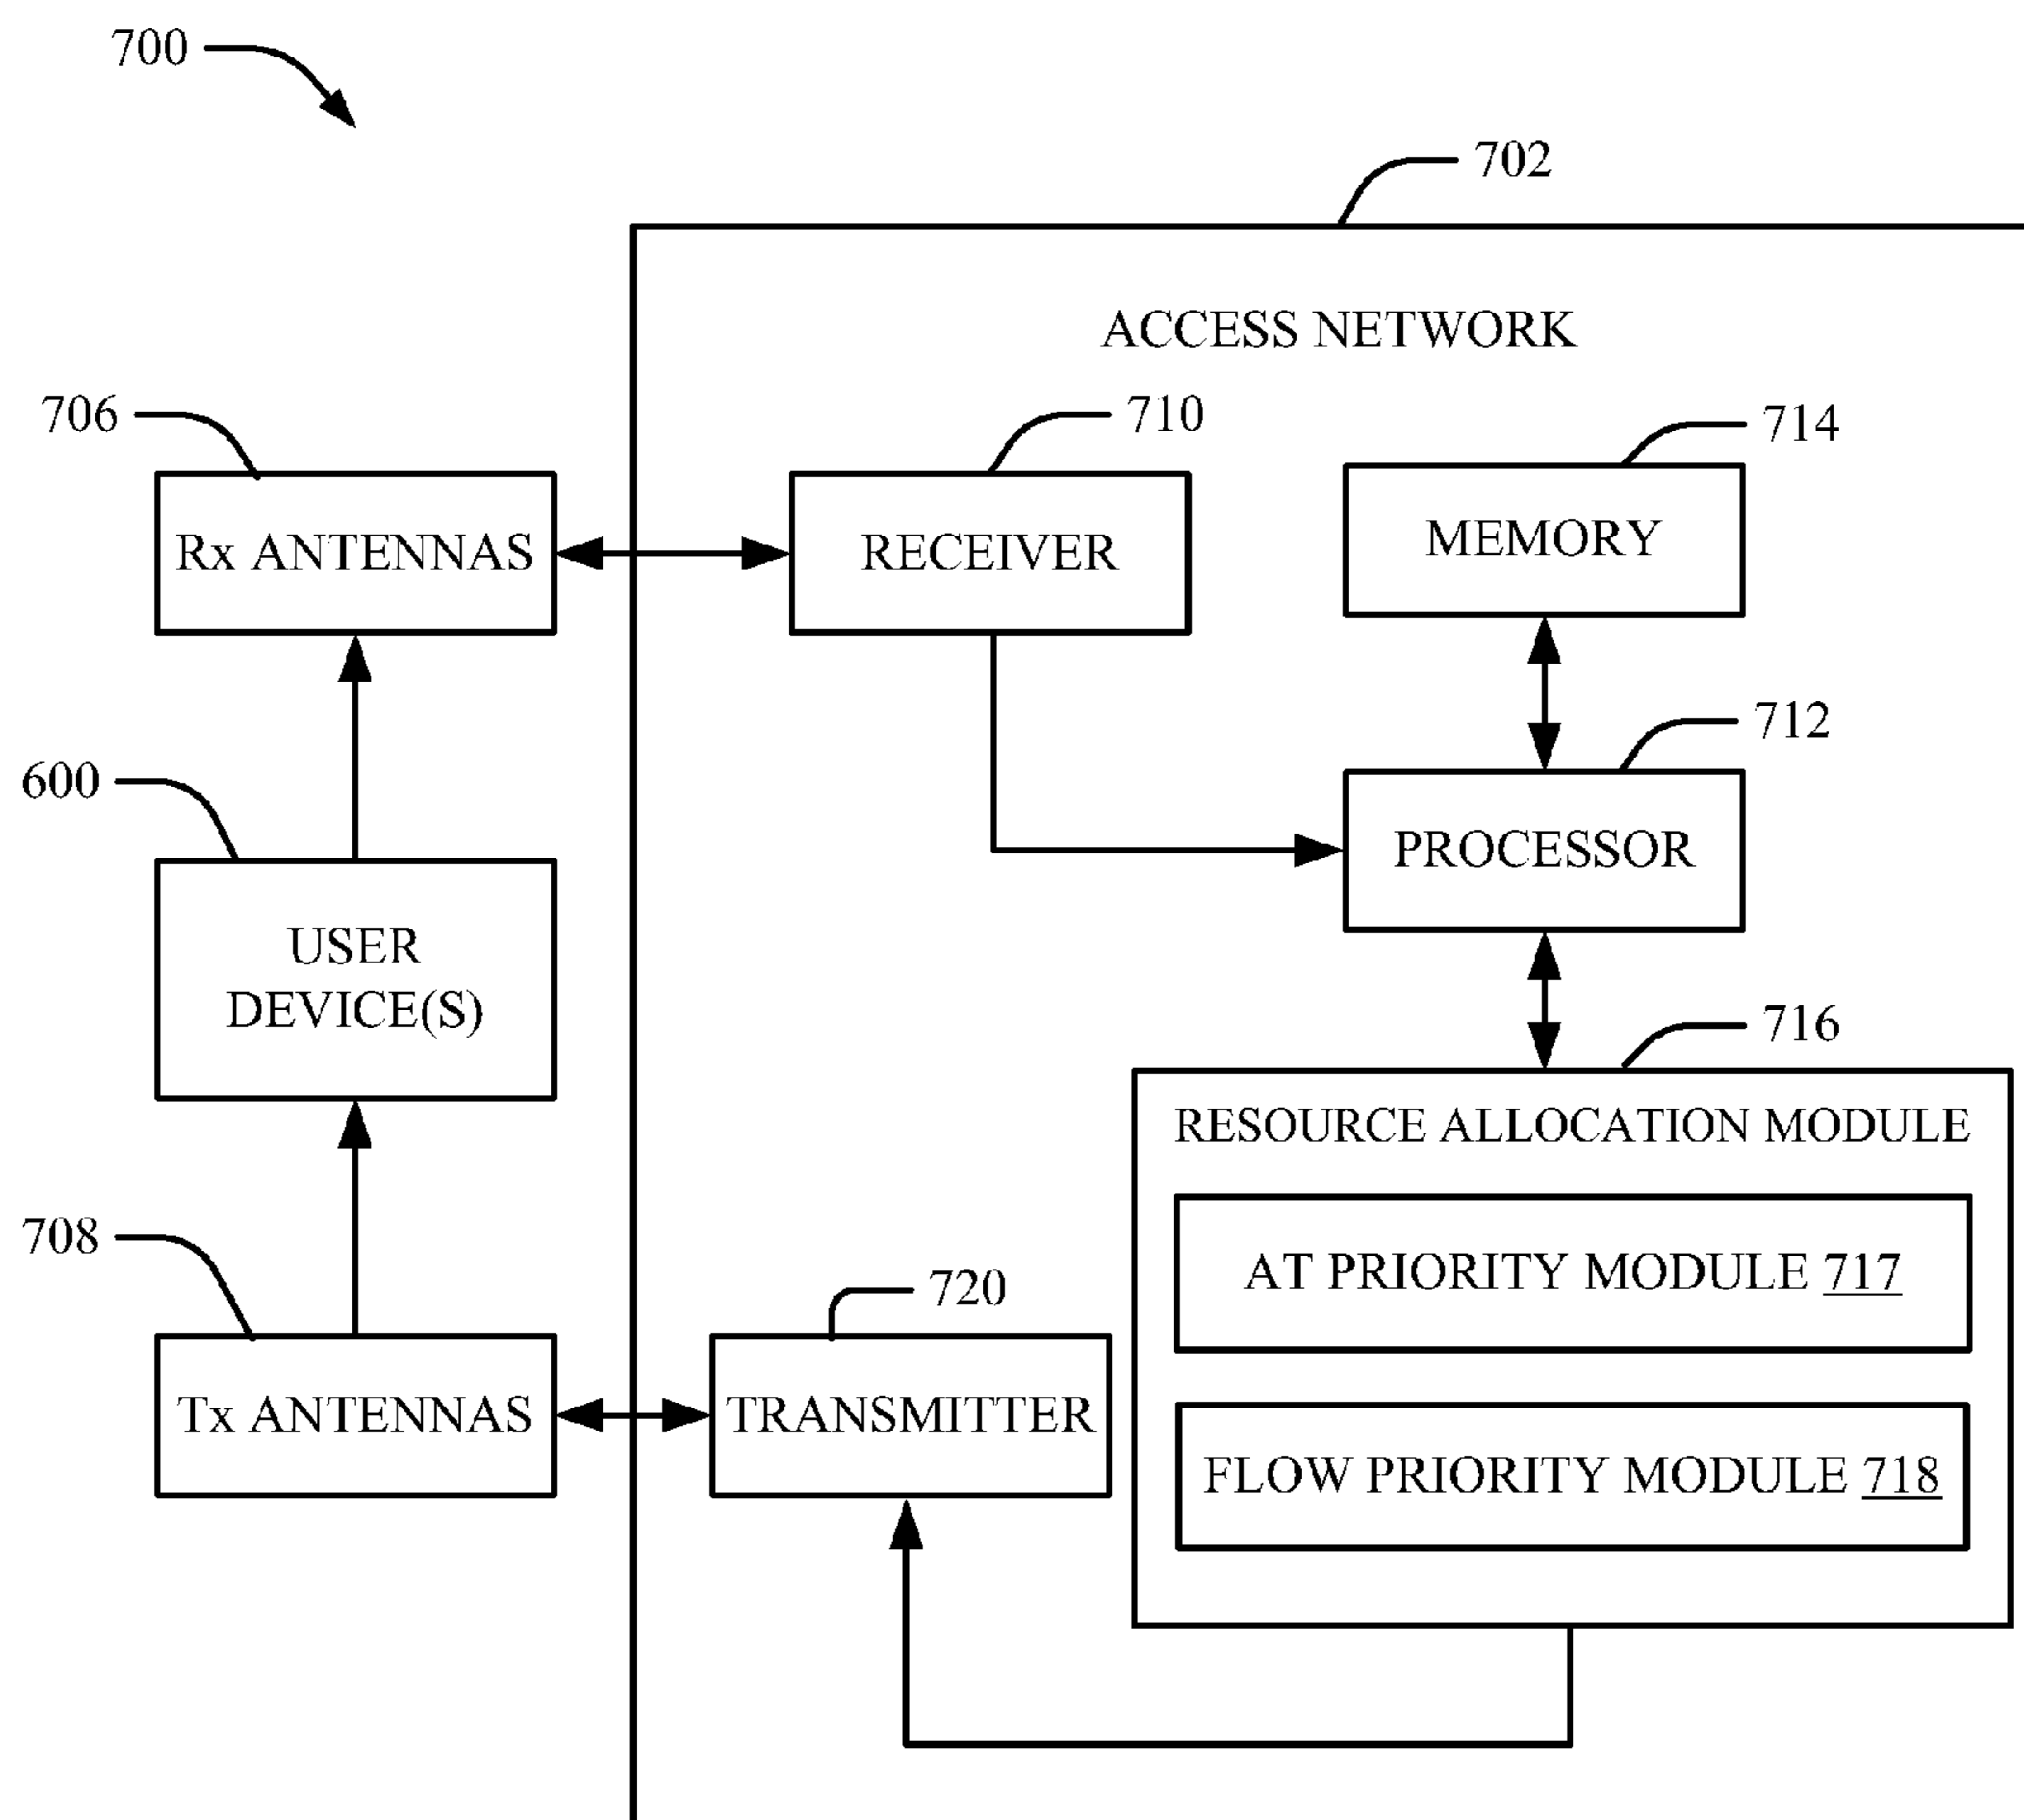 700
702
ACCESS NETWORK
706
710
714
Rx ANTENNAS
RECEIVER
MEMORY
712
600
PROCESSOR
USER
DEVICE(S)
716
RESOURCE ALLOCATION MODULE
708
720
AT PRIORITY MODULE 717
Tx ANTENNAS
TRANSMITTER
FLOW PRIORITY MODULE 718